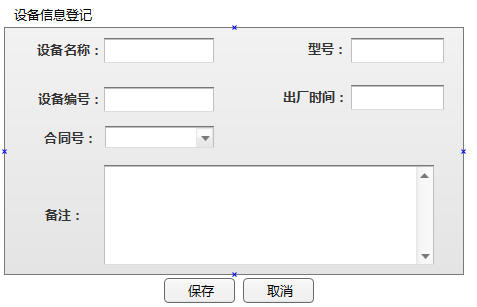 设备信息登记
设备名称： 型号：
设备编号： 出厂时间：
合同号：
备注：
保存 取消